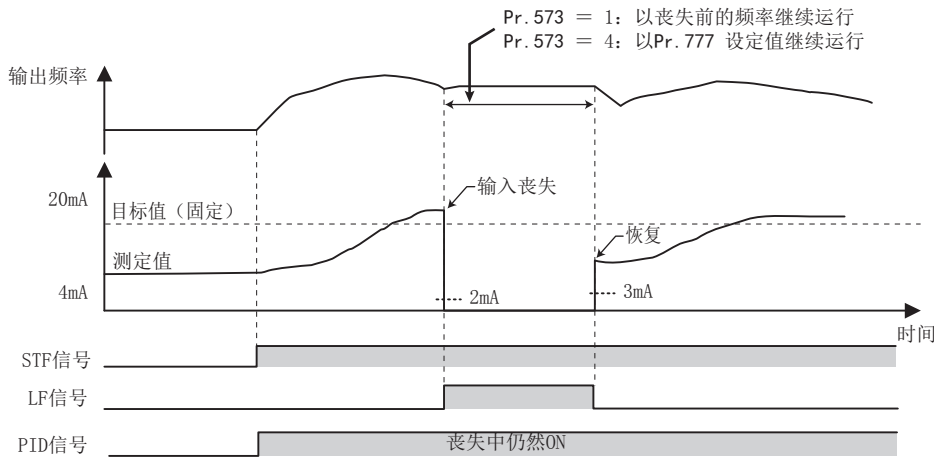 Pr.573 = 1: 以丧失前的频率继续运行
Pr.573 = 4: 以Pr.777 设定值继续运行
输出频率
20mA
目标值（固定）
输入丧失
恢复
测定值
4mA
2mA
3mA
时间
STF信号
LF信号
PID信号
丧失中仍然ON